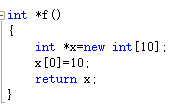 int *f()
{
    int *x=new int[10];
    x[0]=10;
    return x;
}